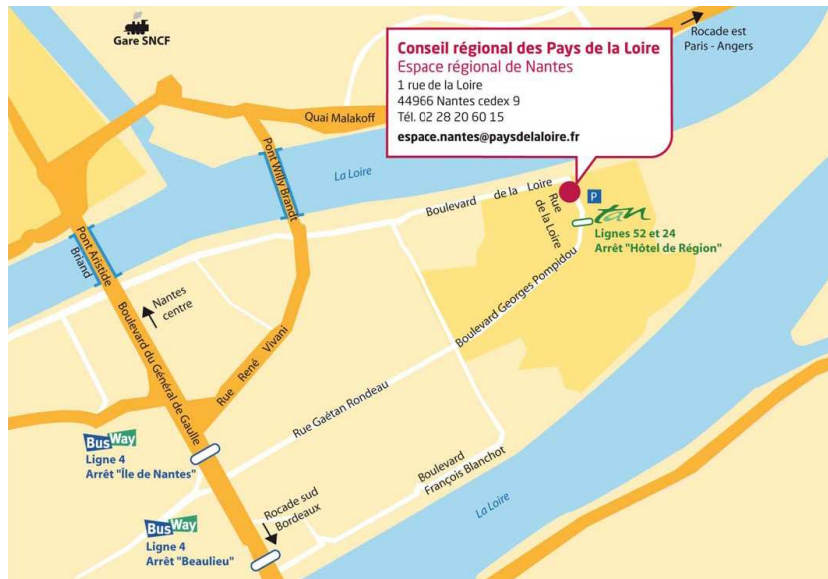 Gare SNCF
Rocade est
Paris - Angers
Conseil régional des Pays de la Loire
Espace régional de Nantes
1 rue de la Loire
44966 Nantes cedex 9
Tél. 02 28 20 60 15
espace.nantes@paysdelaloire.fr
Quai Malakoff
Pont Willy Brandt
La Loire
Boulevard de la Loire
Rue
de la Loire
P
tan
Lignes 52 et 24
Arrêt "Hôtel de Région"
Pont Aristide
Briand
Nantes
centre
Boulevard du Général de Gaulle
Rue René Vivani
Boulevard Georges Pompidou
Rue Gaëtan Rondeau
BusWay
Ligne 4
Arrêt "Île de Nantes"
Boulevard
François Blanchot
Rocade sud
Bordeaux
La Loire
BusWay
Ligne 4
Arrêt "Beaulieu"